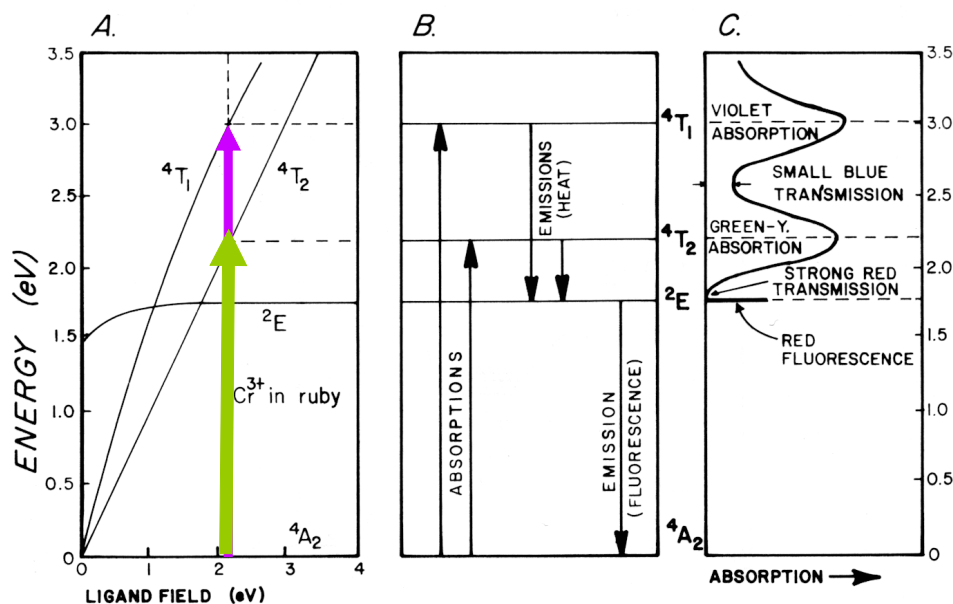 A.
B.
C.
ENERGY (eV)
3.5
3.0
2.5
2.0
1.5
1.0
0.5
0
⁴T₁
⁴T₂
²E
Cr³⁺ in ruby
⁴A₂
0
1
2
3
4
LIGAND FIELD (eV)
ABSORPTIONS
EMISSIONS
(HEAT)
EMISSION
(FLUORESCENCE)
⁴T₁
⁴T₂
²E
⁴A₂
VIOLET
ABSORPTION
SMALL BLUE
TRANSMISSION
GREEN-Y.
ABSORTION
STRONG RED
TRANSMISSION
RED
FLUORESCENCE
3.5
3.0
2.5
2.0
1.5
1.0
0.5
0
ABSORPTION